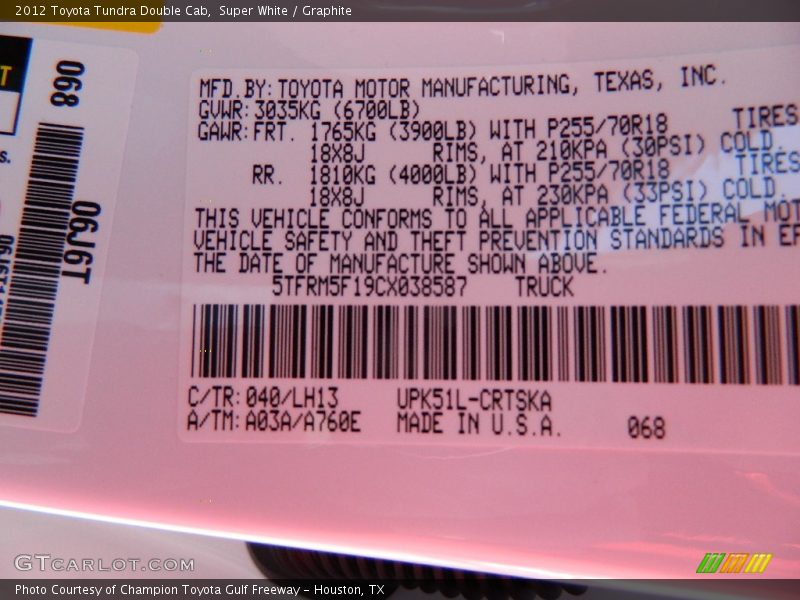 2012 Toyota Tundra Double Cab, Super White / Graphite
T
s.
068
06J6T
MFD.BY:TOYOTA MOTOR MANUFACTURING, TEXAS, INC.
GVWR:3035KG (6700LB)
GAWR:FRT. 1765KG (3900LB) WITH P255/70R18 TIRES
18X8J RIMS, AT 210KPA (30PSI) COLD.
RR. 1810KG (4000LB) WITH P255/70R18 TIRES
18X8J RIMS, AT 230KPA (33PSI) COLD.
THIS VEHICLE CONFORMS TO ALL APPLICABLE FEDERAL MOT
VEHICLE SAFETY AND THEFT PREVENTION STANDARDS IN EF
THE DATE OF MANUFACTURE SHOWN ABOVE.
5TFRM5F19CX038587 TRUCK
C/TR:040/LH13 UPK51L-CRTSKA
A/TM:A03A/A760E MADE IN U.S.A. 068
GTCARLOT.COM
Photo Courtesy of Champion Toyota Gulf Freeway - Houston, TX